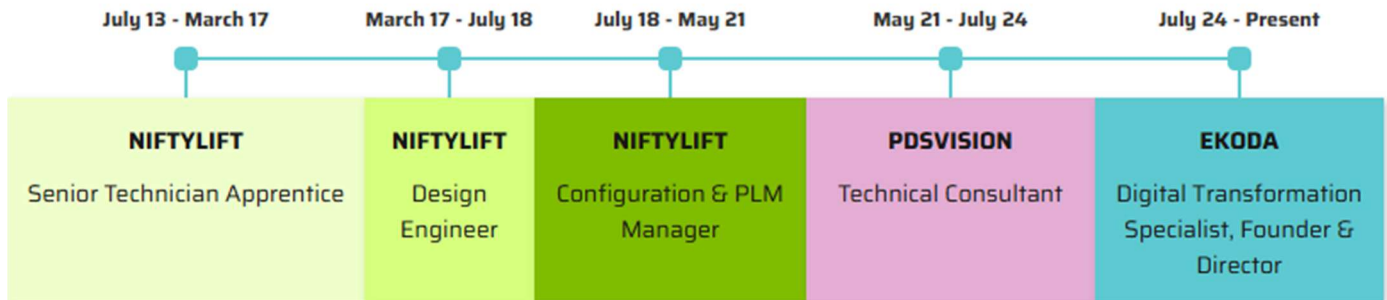 July 13 - March 17
March 17 - July 18
July 18 - May 21
May 21 - July 24
July 24 - Present
NIFTYLIFT
Senior Technician Apprentice
NIFTYLIFT
Design
Engineer
NIFTYLIFT
Configuration & PLM
Manager
PDSVISION
Technical Consultant
EKODA
Digital Transformation
Specialist, Founder &
Director